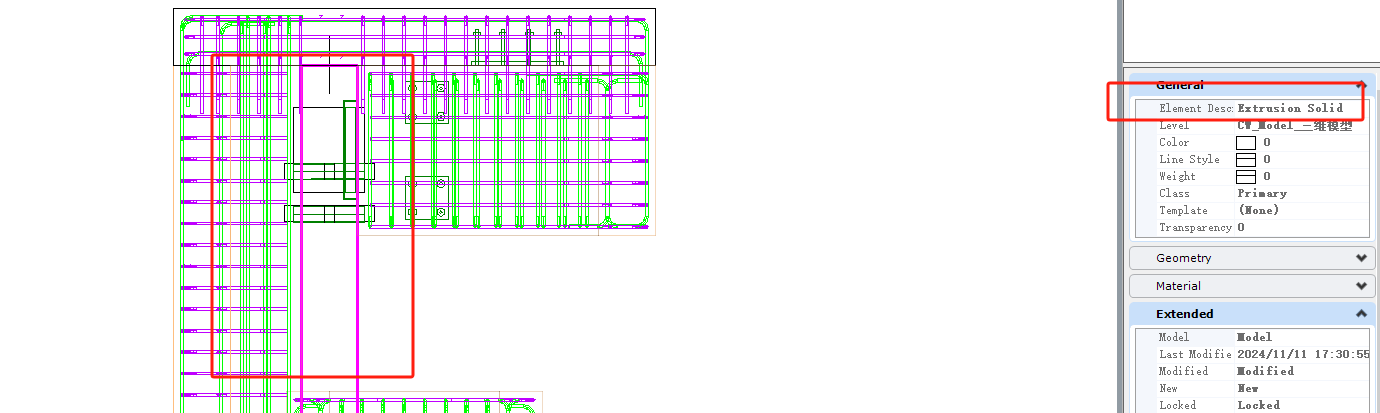 General
Element Desc Extrusion Solid
Level CW_Model_三维模型
Color 0
Line Style 0
Weight 0
Class Primary
Template (None)
Transparency 0
Geometry
Material
Extended
Model Model
Last Modifie 2024/11/11 17:30:55
Modified Modified
New New
Locked Locked